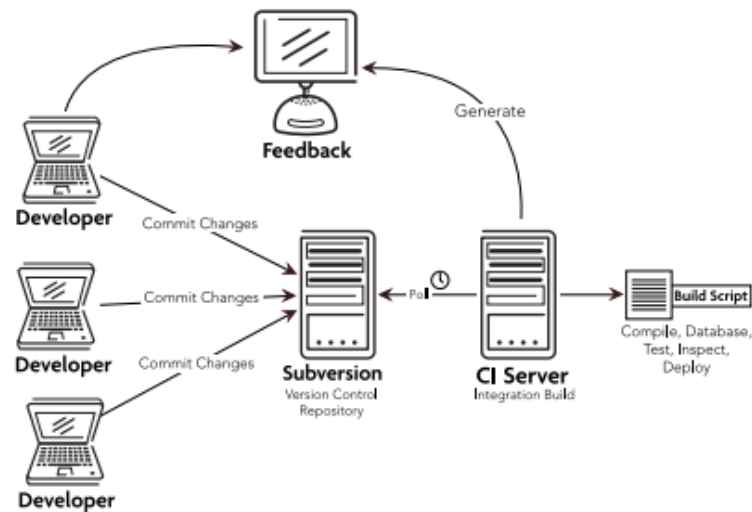 Generate
Feedback
Developer
Commit Changes
Developer
Commit Changes
Poll
Build Script
Compile, Database,
Test, Inspect,
Deploy
Commit Changes
Developer
Subversion
Version Control
Repository
CI Server
Integration Build